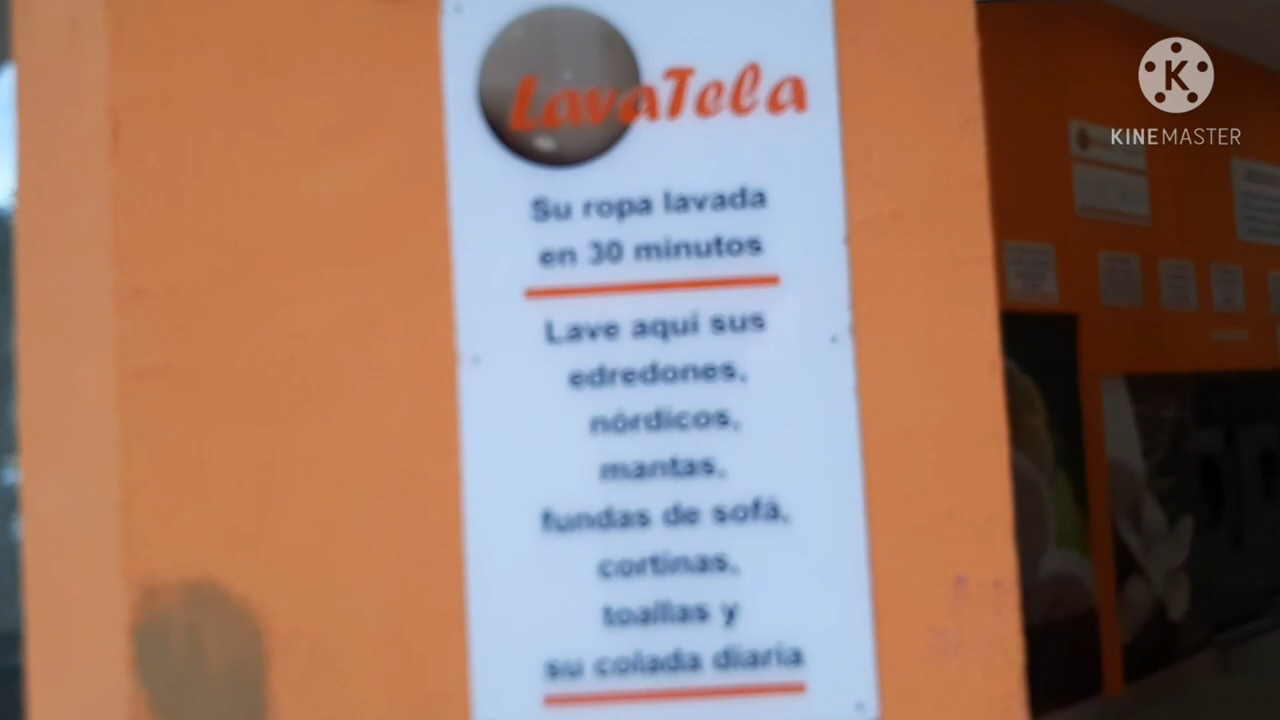 LavaTela
Su ropa lavada
en 30 minutos
Lave aquí sus
edredones,
nórdicos,
mantas,
fundas de sofá,
cortinas,
toallas y
su colada diaria
K
KINEMASTER